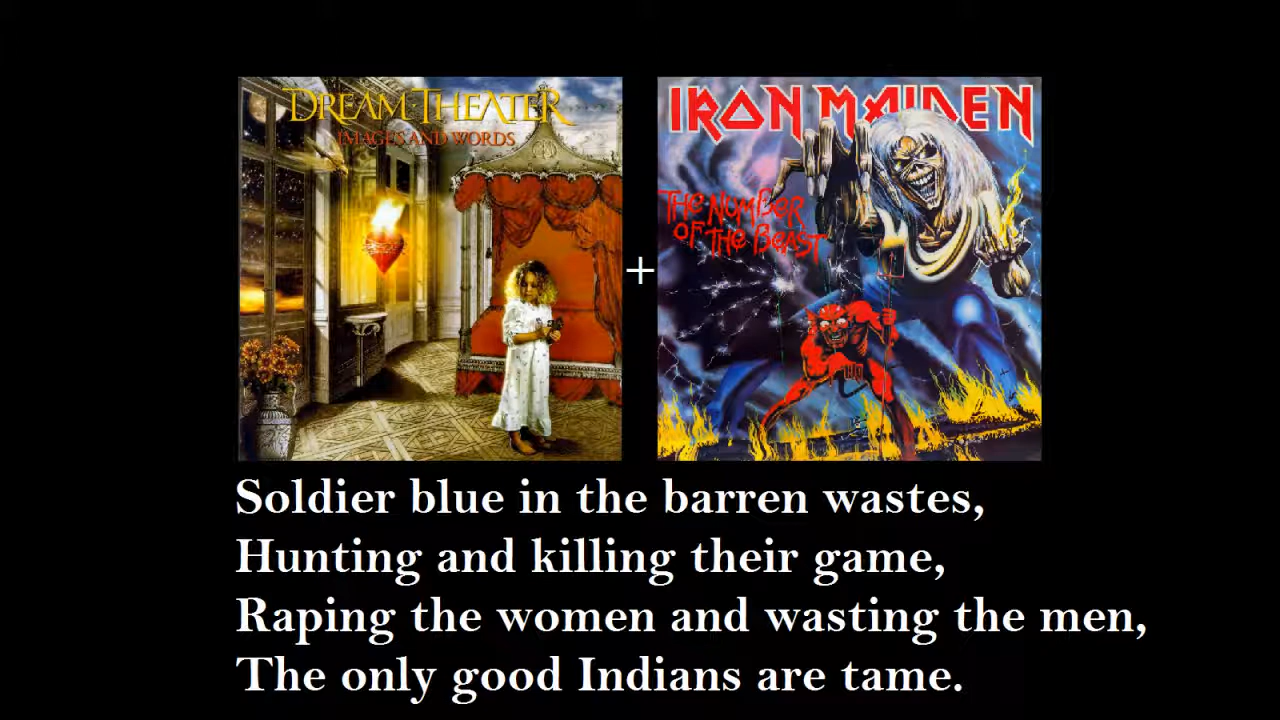 DREAM THEATER
IMAGES AND WORDS
IRON MAIDEN
THE NUMBER
OF THE BEAST
+
Soldier blue in the barren wastes,
Hunting and killing their game,
Raping the women and wasting the men,
The only good Indians are tame.